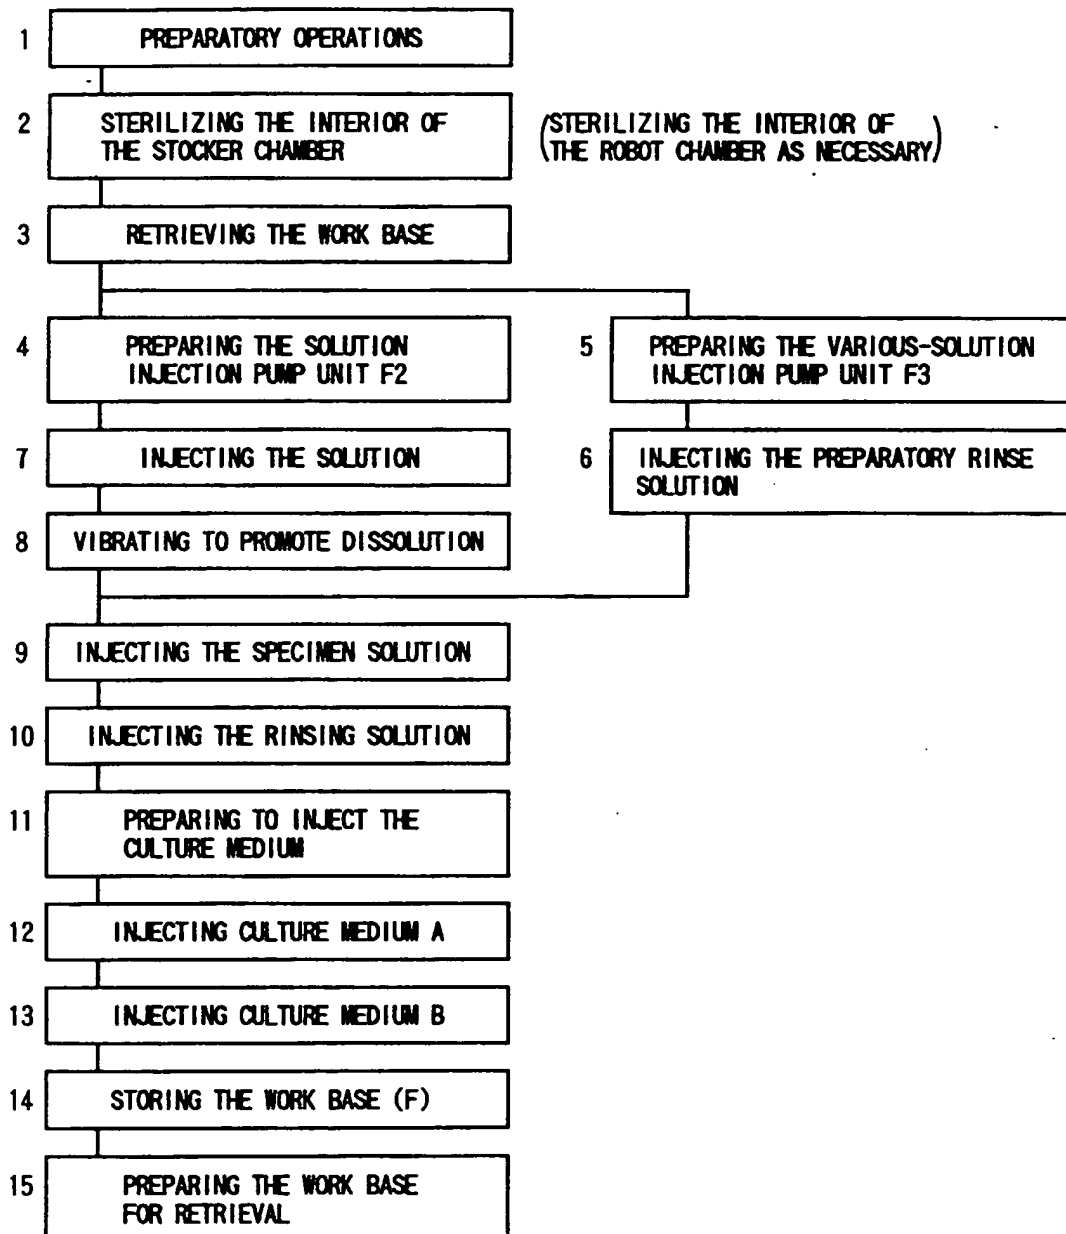 1 PREPARATORY OPERATIONS
2 STERILIZING THE INTERIOR OF
THE STOCKER CHAMBER
(STERILIZING THE INTERIOR OF
THE ROBOT CHAMBER AS NECESSARY)
3 RETRIEVING THE WORK BASE
4 PREPARING THE SOLUTION
INJECTION PUMP UNIT F2
5 PREPARING THE VARIOUS-SOLUTION
INJECTION PUMP UNIT F3
7 INJECTING THE SOLUTION
6 INJECTING THE PREPARATORY RINSE
SOLUTION
8 VIBRATING TO PROMOTE DISSOLUTION
9 INJECTING THE SPECIMEN SOLUTION
10 INJECTING THE RINSING SOLUTION
11 PREPARING TO INJECT THE
CULTURE MEDIUM
12 INJECTING CULTURE MEDIUM A
13 INJECTING CULTURE MEDIUM B
14 STORING THE WORK BASE (F)
15 PREPARING THE WORK BASE
FOR RETRIEVAL